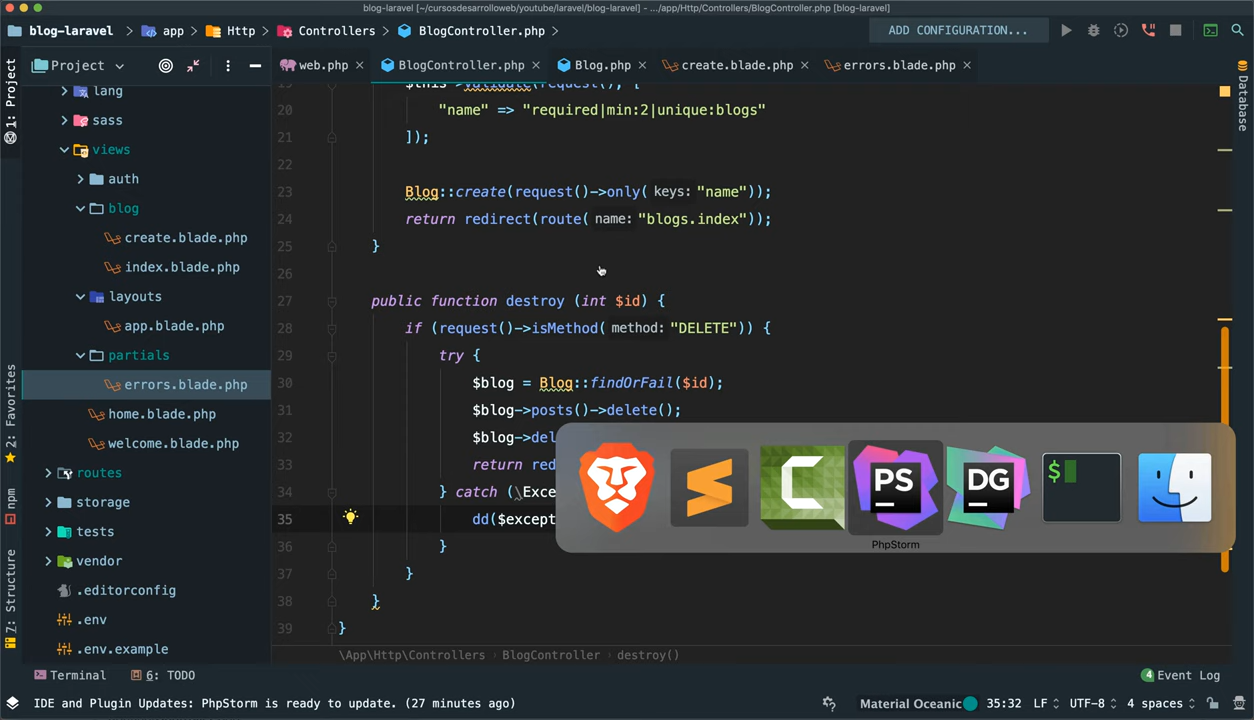 blog-laravel [~/cursosdesarrolloweb/youtube/laravel/blog-laravel] - .../app/Http/Controllers/BlogController.php [blog-laravel]
blog-laravel app Http Controllers BlogController.php
ADD CONFIGURATION...
1: Project
2: Favorites
npm
Z: Structure
Database
Project
lang
sass
views
auth
blog
create.blade.php
index.blade.php
layouts
app.blade.php
partials
errors.blade.php
home.blade.php
welcome.blade.php
routes
storage
tests
vendor
.editorconfig
.env
.env.example
web.php BlogController.php Blog.php create.blade.php errors.blade.php
19 $this->validate(request(), [
20 "name" => "required|min:2|unique:blogs"
21 ]);
22
23 Blog::create(request()->only( keys: "name"));
24 return redirect(route( name: "blogs.index"));
25 }
26
27 public function destroy (int $id) {
28 if (request()->isMethod( method: "DELETE")) {
29 try {
30 $blog = Blog::findOrFail($id);
31 $blog->posts()->delete();
32 $blog->del
33 return red
34 } catch (\Exce
35 dd($except
36 }
37 }
38 }
39 }
PS
DG
$
PhpStorm
\App\Http\Controllers › BlogController › destroy()
Terminal 6: TODO
4 Event Log
IDE and Plugin Updates: PhpStorm is ready to update. (27 minutes ago)
Material Oceanic 35:32 LF UTF-8 4 spaces